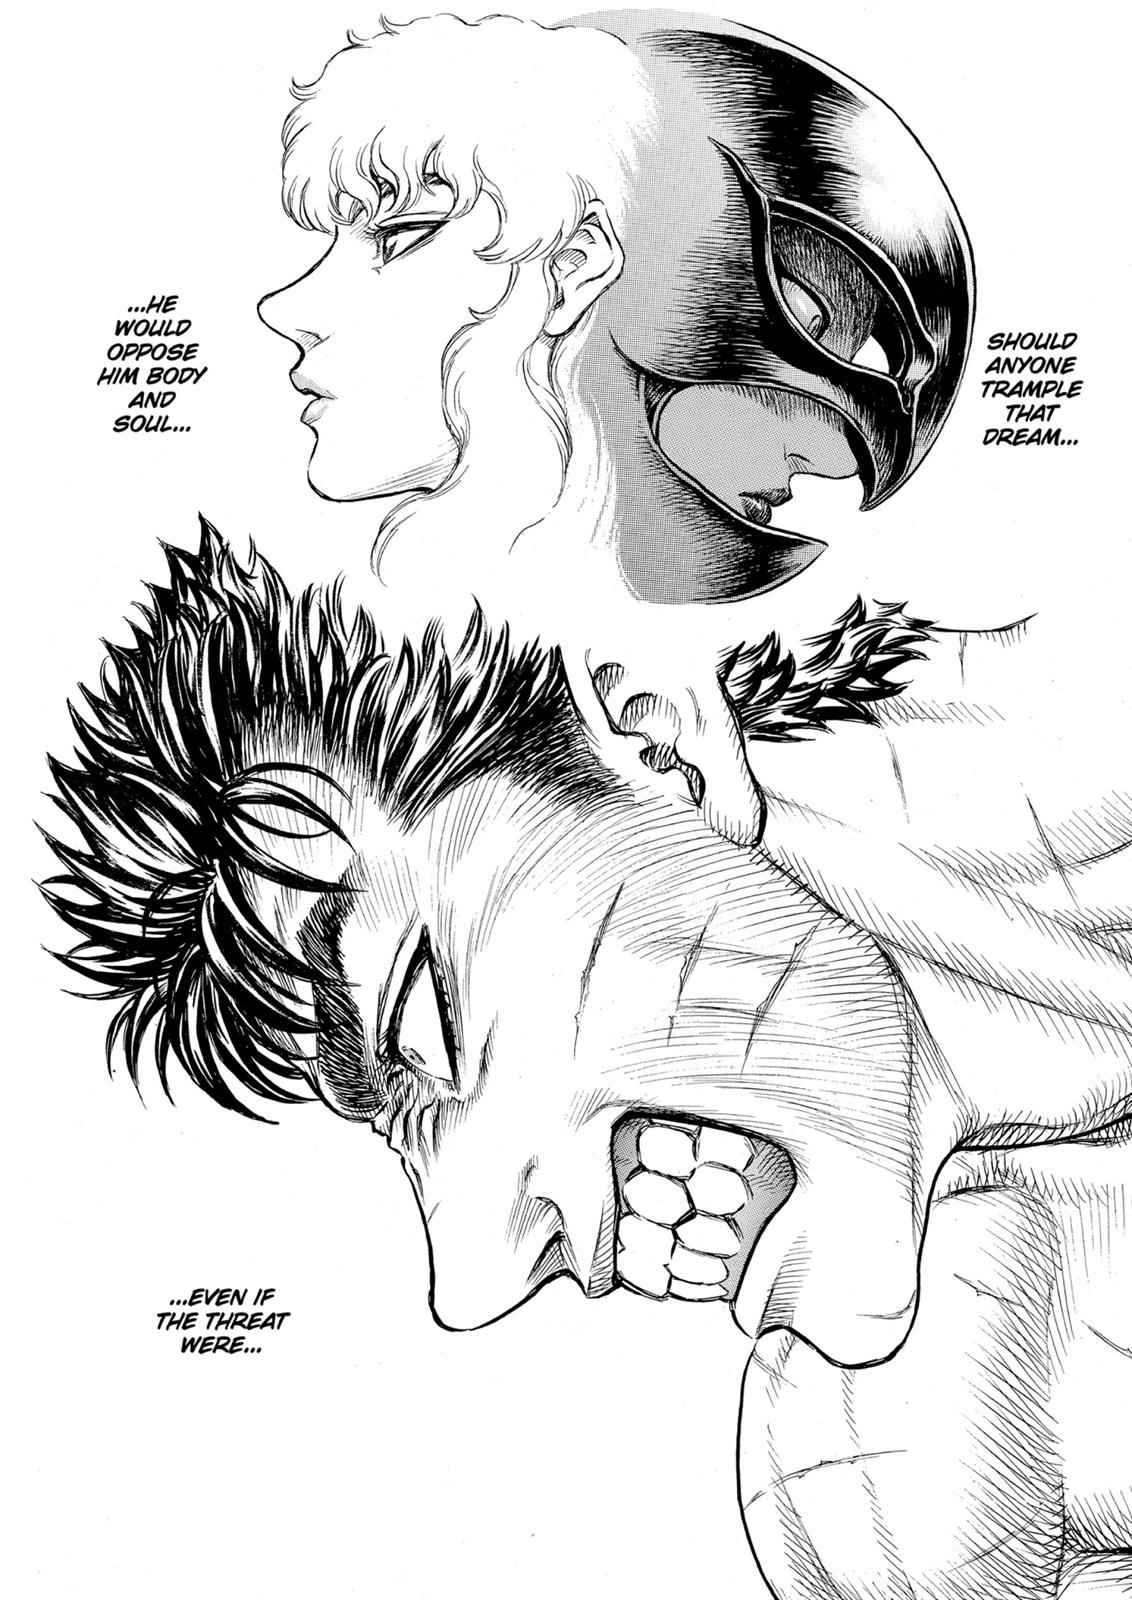 SHOULD
ANYONE
TRAMPLE
THAT
DREAM...
...HE
WOULD
OPPOSE
HIM BODY
AND
SOUL...
...EVEN IF
THE THREAT
WERE...